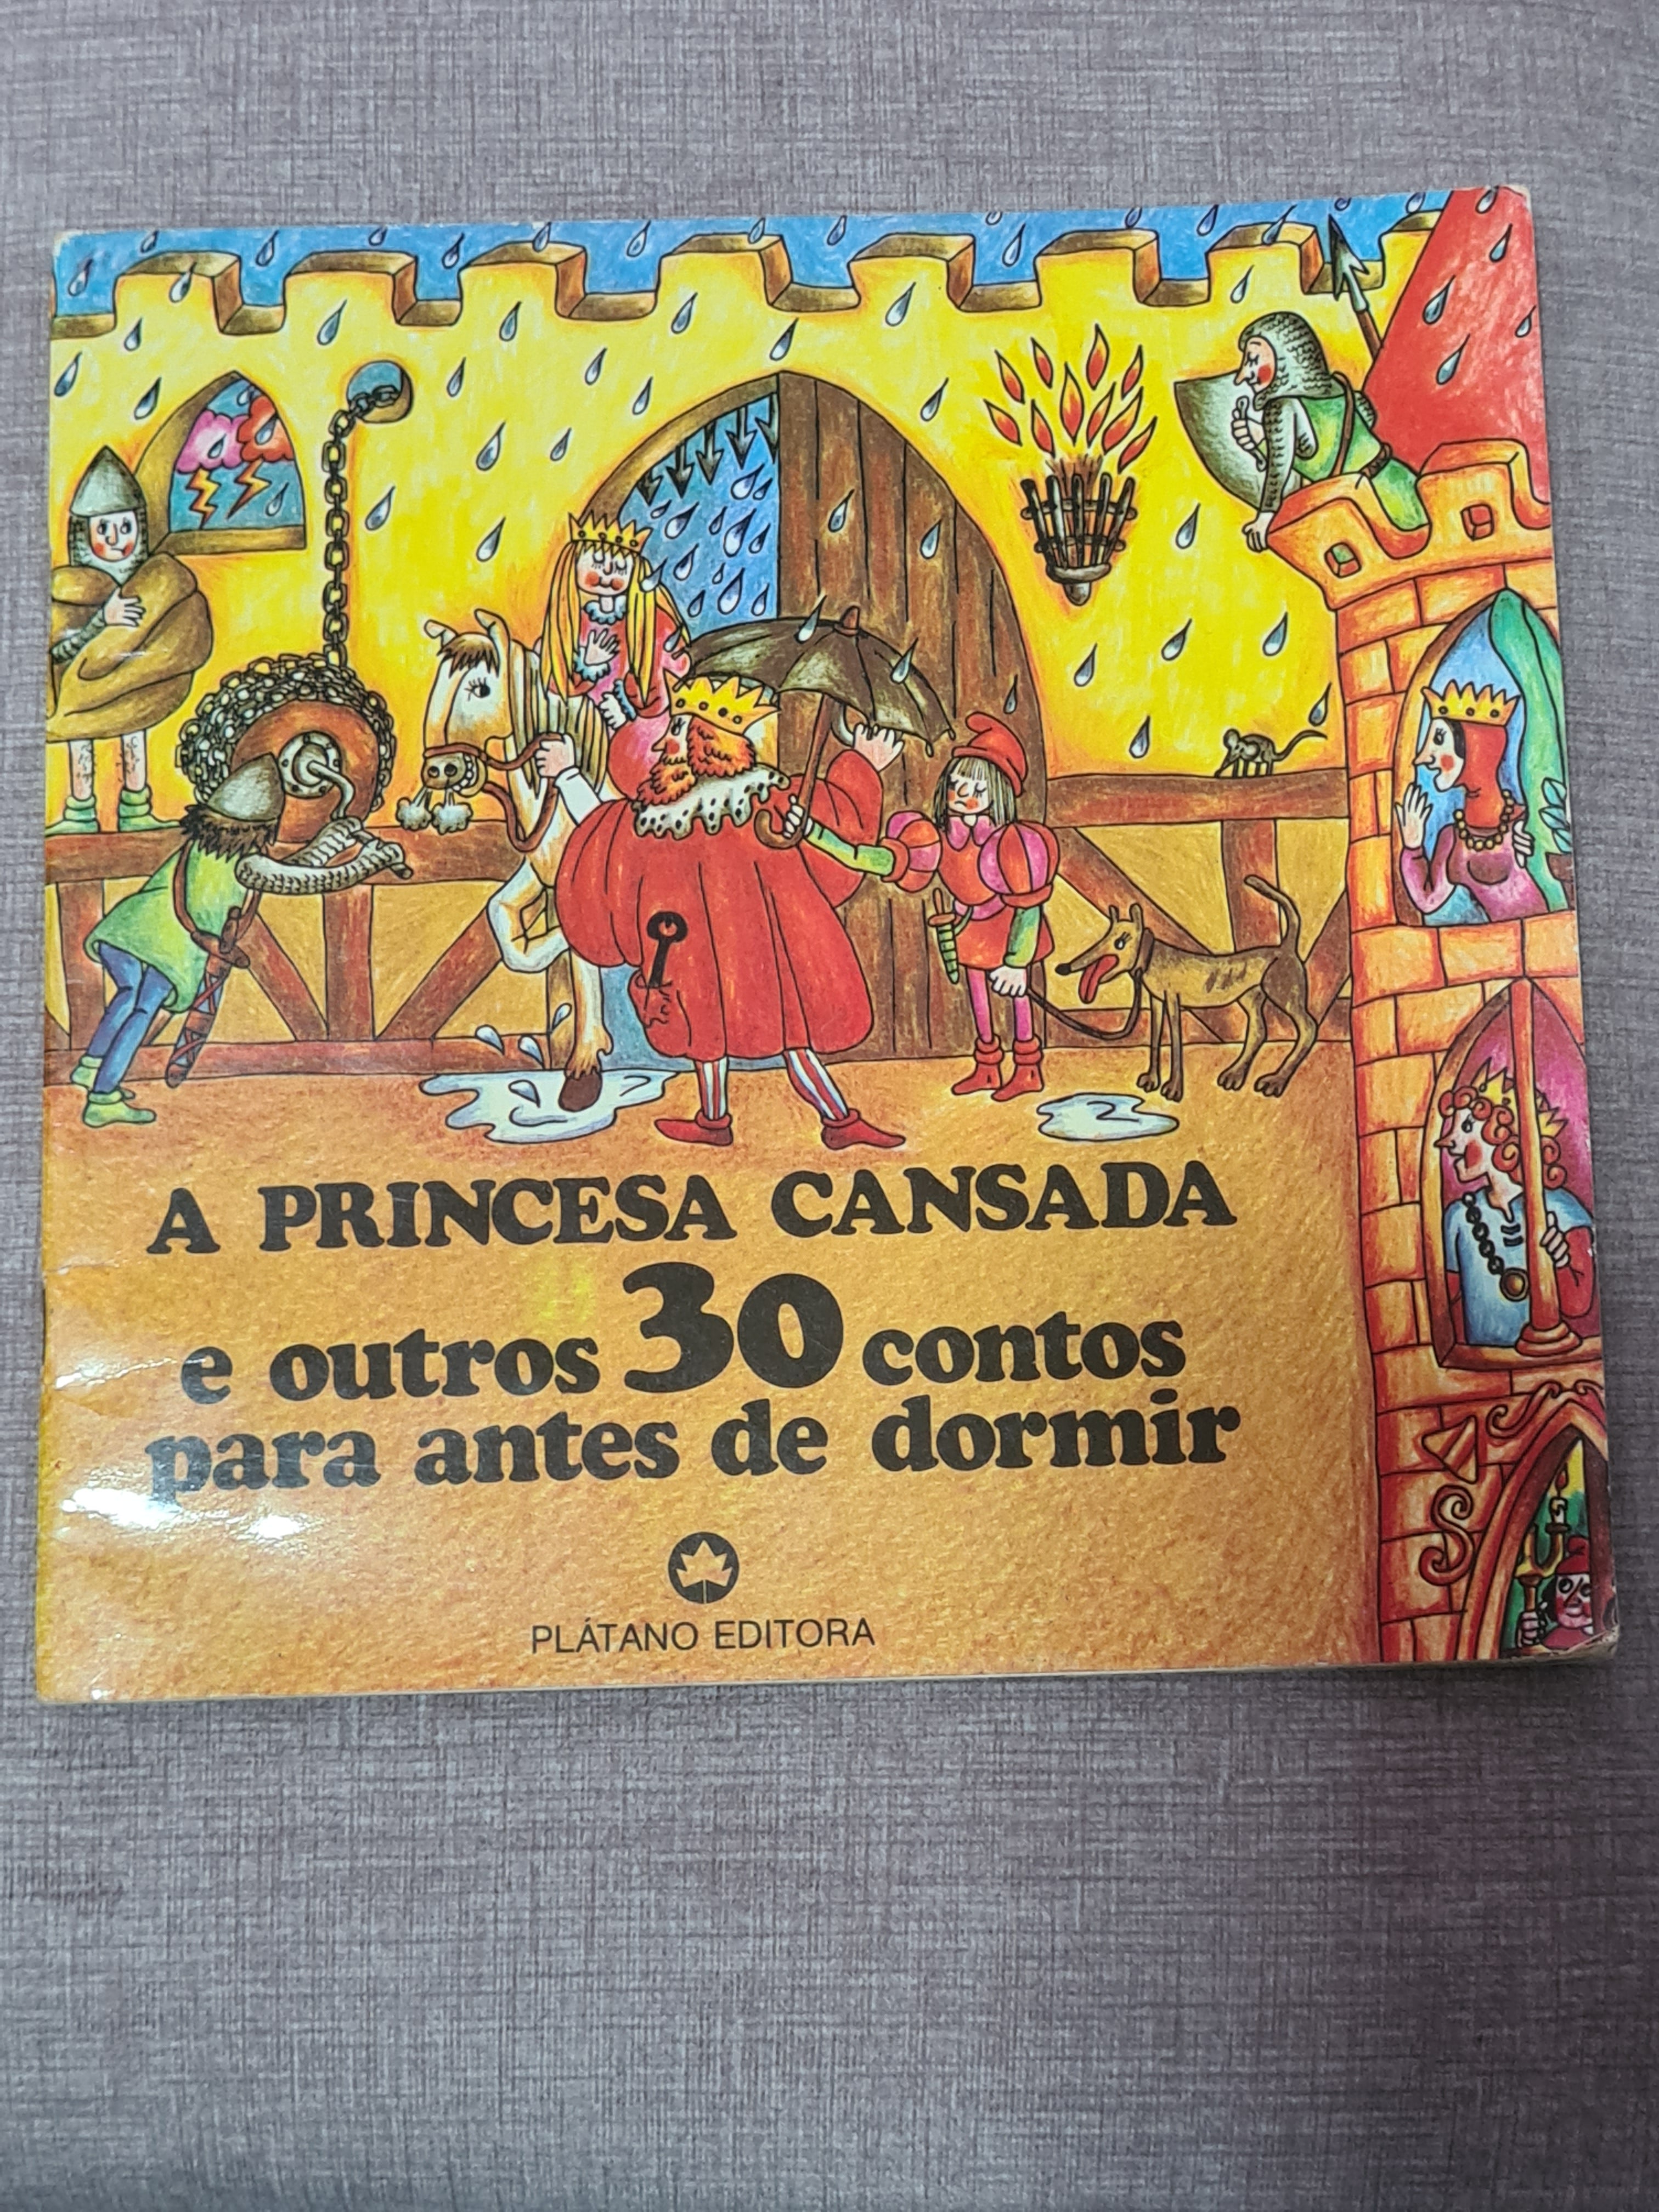 A PRINCESA CANSADA
e outros 30 contos
para antes de dormir
PLÁTANO EDITORA